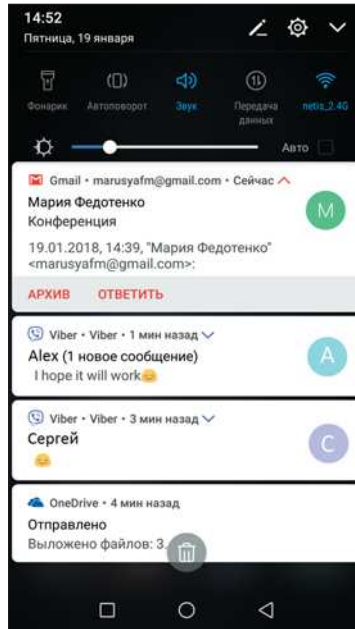 14:52
Пятница, 19 января
Фонарик Автоповорот Звук Передача данных netis_2.4G
Авто
Gmail • marusyafm@gmail.com • Сейчас
Мария Федотенко
М
Конференция
19.01.2018, 14:39, "Мария Федотенко"
<marusyafm@gmail.com>:
АРХИВ ОТВЕТИТЬ
Viber • Viber • 1 мин назад
Alex (1 новое сообщение)
A
I hope it will work😊
Viber • Viber • 3 мин назад
Сергей
С
😊
OneDrive • 4 мин назад
Отправлено
Выложено файлов: 3.